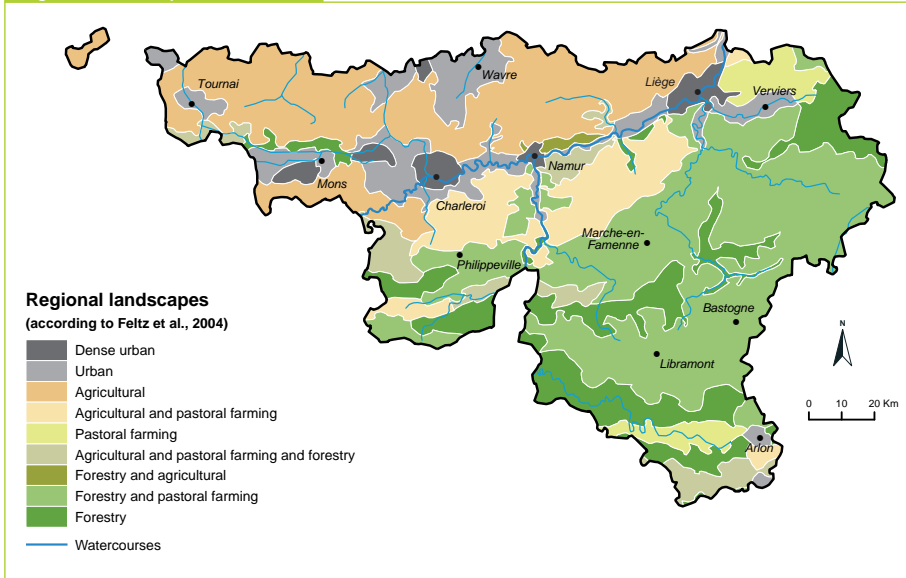 Tournai
Wavre
Liège
Verviers
Mons
Namur
Charleroi
Marche-en-
Famenne
Philippeville
Bastogne
Libramont
Arlon
Regional landscapes
(according to Feltz et al., 2004)
Dense urban
Urban
Agricultural
Agricultural and pastoral farming
Pastoral farming
Agricultural and pastoral farming and forestry
Forestry and agricultural
Forestry and pastoral farming
Forestry
Watercourses
N
0 10 20 Km